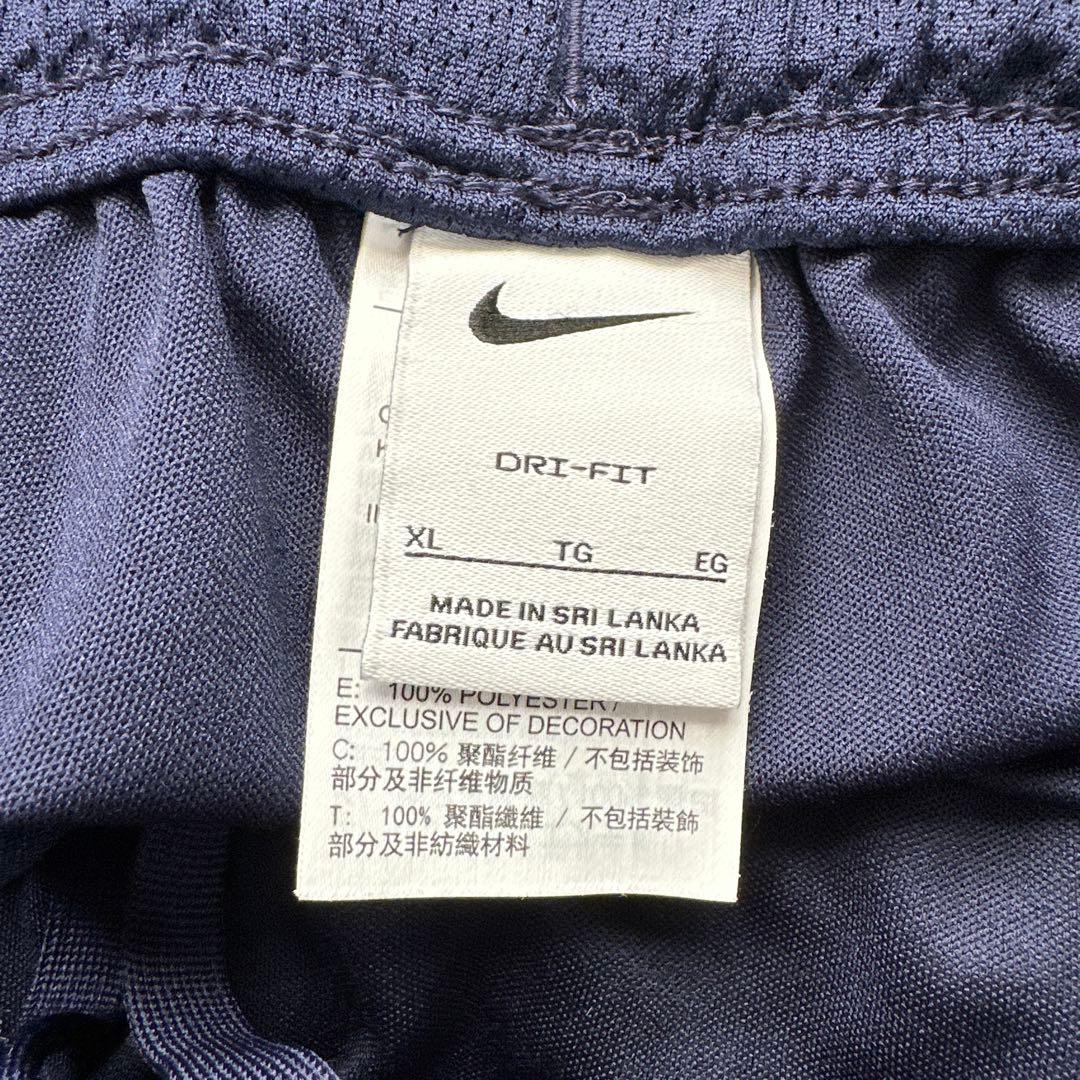 DRI-FIT
XL TG EG
MADE IN SRI LANKA
FABRIQUE AU SRI LANKA
E: 100% POLYESTER /
EXCLUSIVE OF DECORATION
C: 100% 聚酯纤维 / 不包括装饰
部分及非纤维物质
T: 100% 聚酯纖維 / 不包括裝飾
部分及非紡織材料